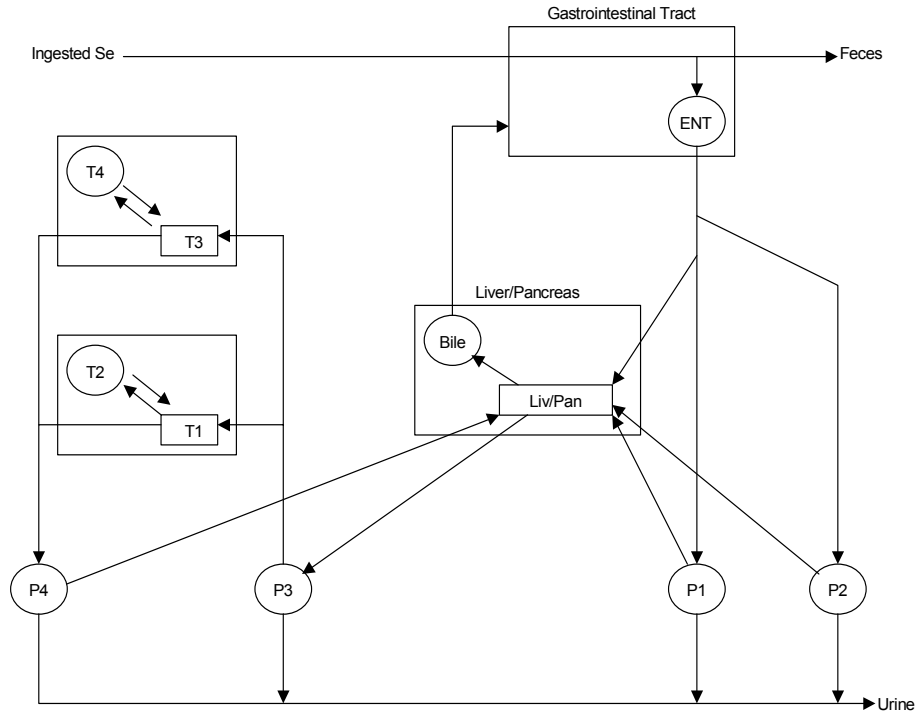 Gastrointestinal Tract
Ingested Se
Feces
ENT
T4
T3
Liver/Pancreas
Bile
T2
Liv/Pan
T1
P4
P3
P1
P2
Urine